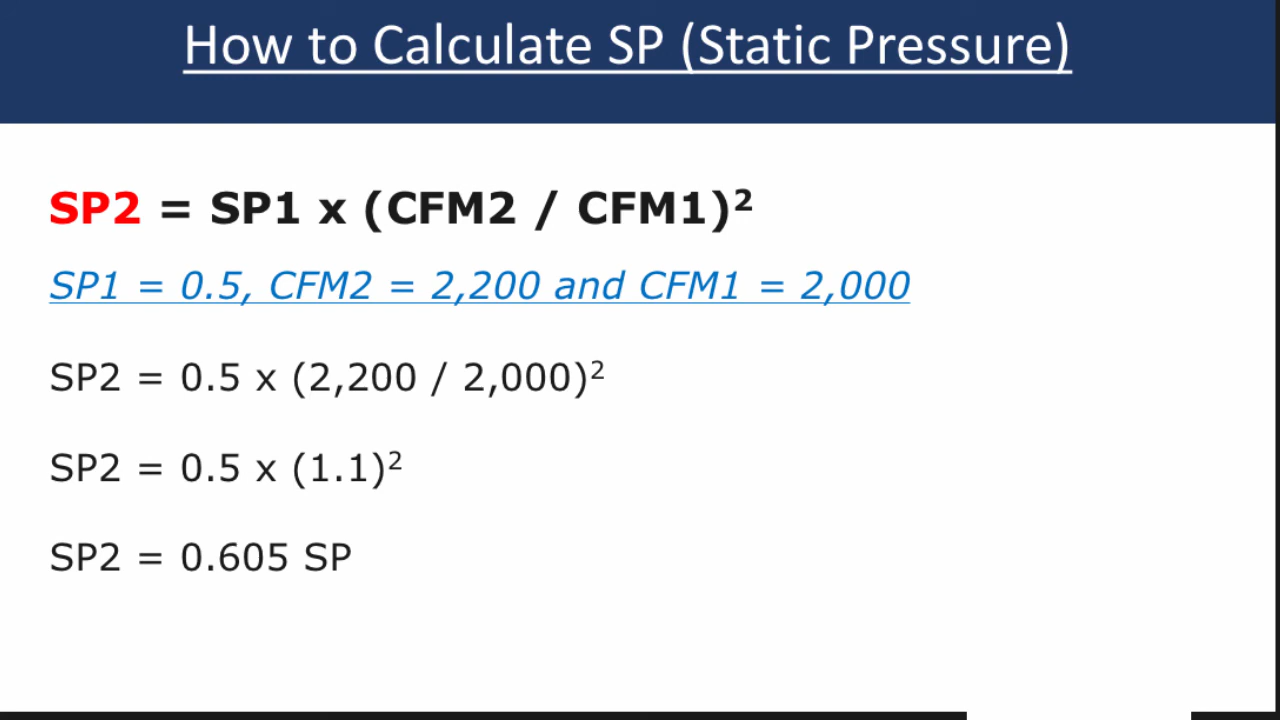 How to Calculate SP (Static Pressure)
SP2 = SP1 x (CFM2 / CFM1)²
SP1 = 0.5, CFM2 = 2,200 and CFM1 = 2,000
SP2 = 0.5 x (2,200 / 2,000)²
SP2 = 0.5 x (1.1)²
SP2 = 0.605 SP